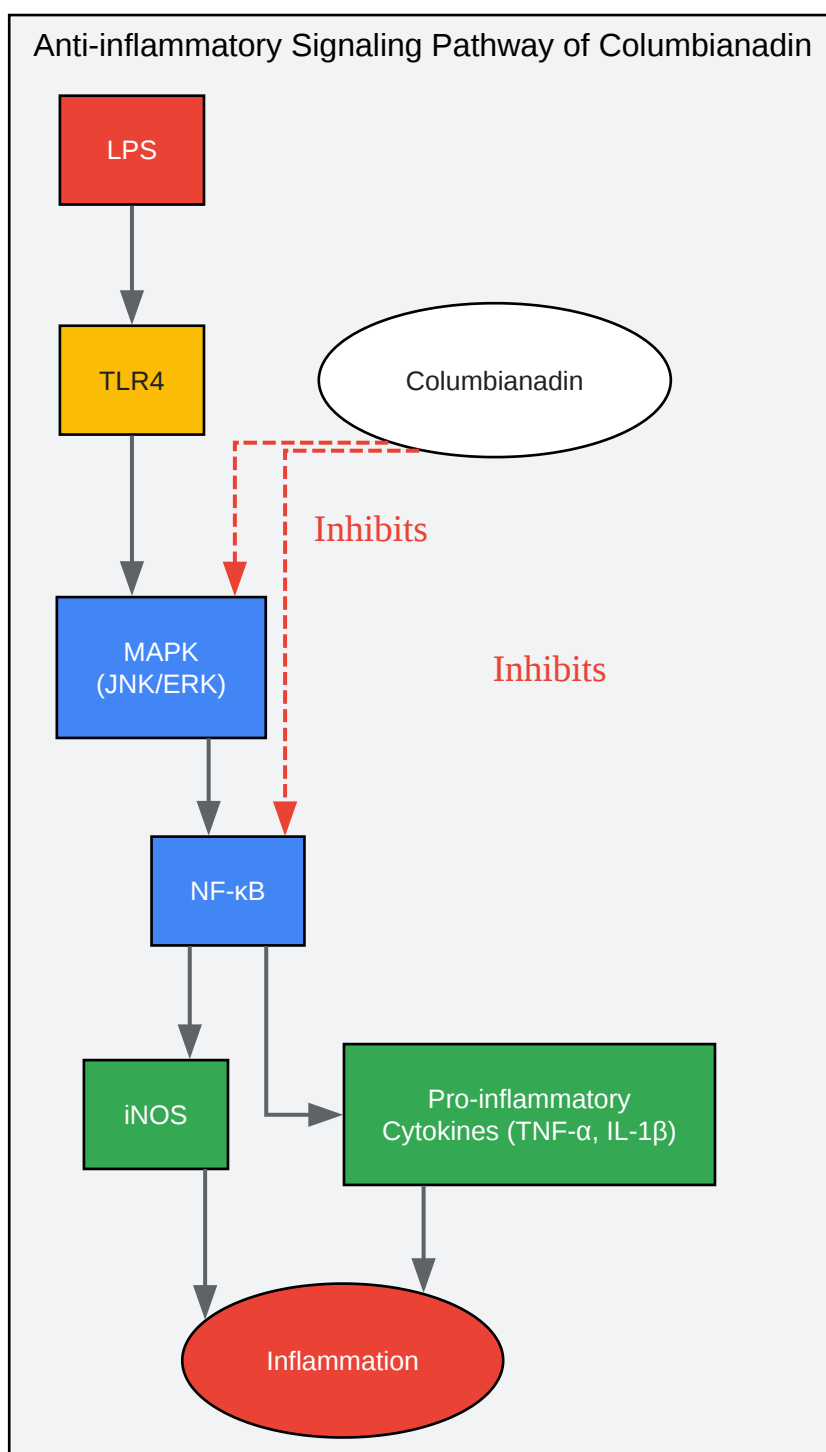 Anti-inflammatory Signaling Pathway of Columbianadin
LPS
TLR4
Columbianadin
Inhibits
MAPK
(JNK/ERK)
Inhibits
NF-κB
iNOS
Pro-inflammatory
Cytokines (TNF-α, IL-1β)
Inflammation